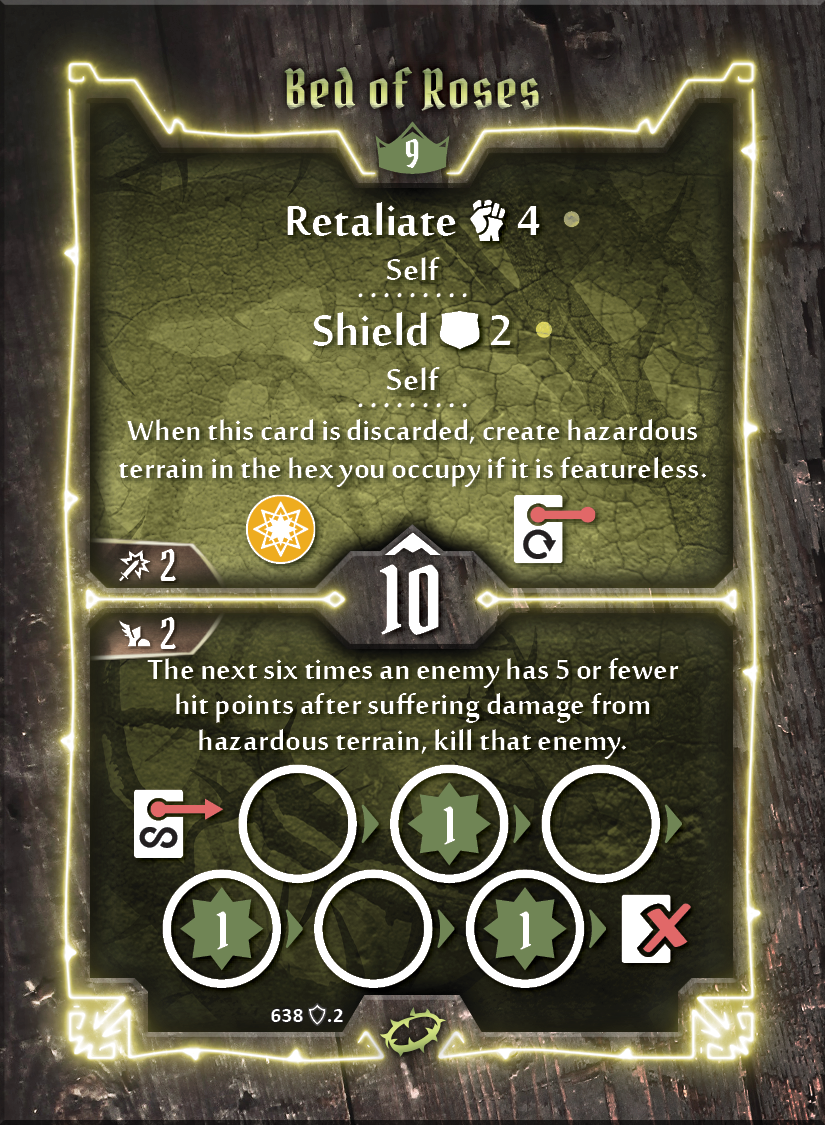 Bed of Roses
9
Retaliate 4
Self
Shield 2
Self
When this card is discarded, create hazardous
terrain in the hex you occupy if it is featureless.
2
10
2
The next six times an enemy has 5 or fewer
hit points after suffering damage from
hazardous terrain, kill that enemy.
1
1 1
638 .2